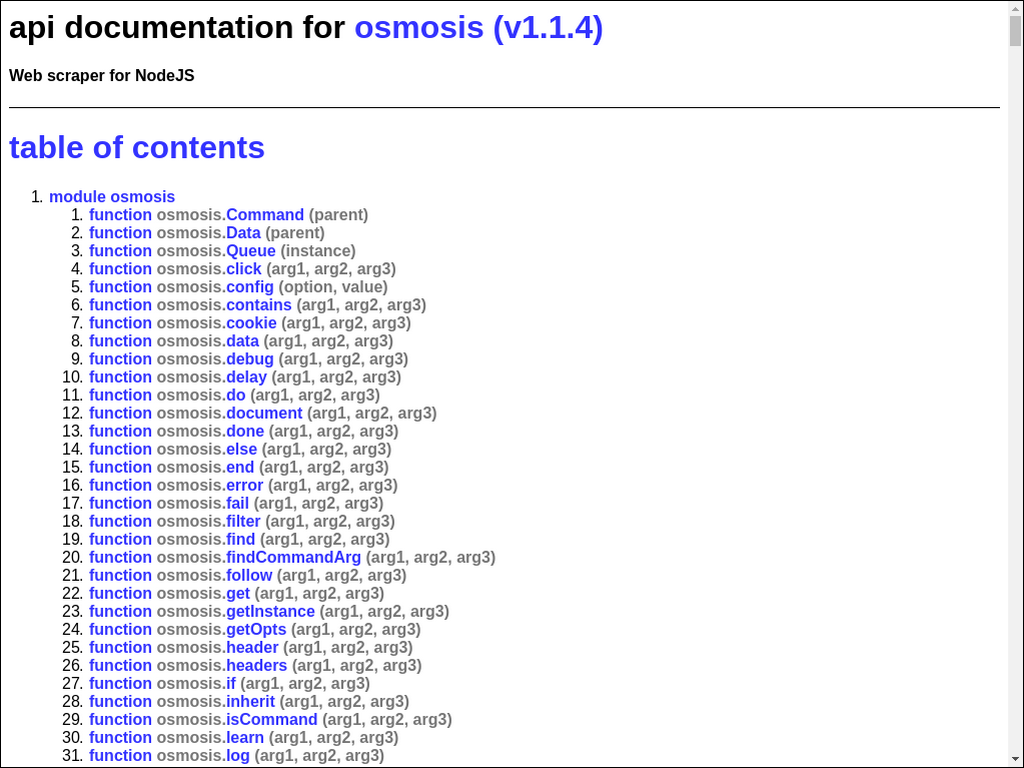 api documentation for osmosis (v1.1.4)
Web scraper for NodeJS
table of contents
1. module osmosis
1. function osmosis.Command (parent)
2. function osmosis.Data (parent)
3. function osmosis.Queue (instance)
4. function osmosis.click (arg1, arg2, arg3)
5. function osmosis.config (option, value)
6. function osmosis.contains (arg1, arg2, arg3)
7. function osmosis.cookie (arg1, arg2, arg3)
8. function osmosis.data (arg1, arg2, arg3)
9. function osmosis.debug (arg1, arg2, arg3)
10. function osmosis.delay (arg1, arg2, arg3)
11. function osmosis.do (arg1, arg2, arg3)
12. function osmosis.document (arg1, arg2, arg3)
13. function osmosis.done (arg1, arg2, arg3)
14. function osmosis.else (arg1, arg2, arg3)
15. function osmosis.end (arg1, arg2, arg3)
16. function osmosis.error (arg1, arg2, arg3)
17. function osmosis.fail (arg1, arg2, arg3)
18. function osmosis.filter (arg1, arg2, arg3)
19. function osmosis.find (arg1, arg2, arg3)
20. function osmosis.findCommandArg (arg1, arg2, arg3)
21. function osmosis.follow (arg1, arg2, arg3)
22. function osmosis.get (arg1, arg2, arg3)
23. function osmosis.getInstance (arg1, arg2, arg3)
24. function osmosis.getOpts (arg1, arg2, arg3)
25. function osmosis.header (arg1, arg2, arg3)
26. function osmosis.headers (arg1, arg2, arg3)
27. function osmosis.if (arg1, arg2, arg3)
28. function osmosis.inherit (arg1, arg2, arg3)
29. function osmosis.isCommand (arg1, arg2, arg3)
30. function osmosis.learn (arg1, arg2, arg3)
31. function osmosis.log (arg1, arg2, arg3)